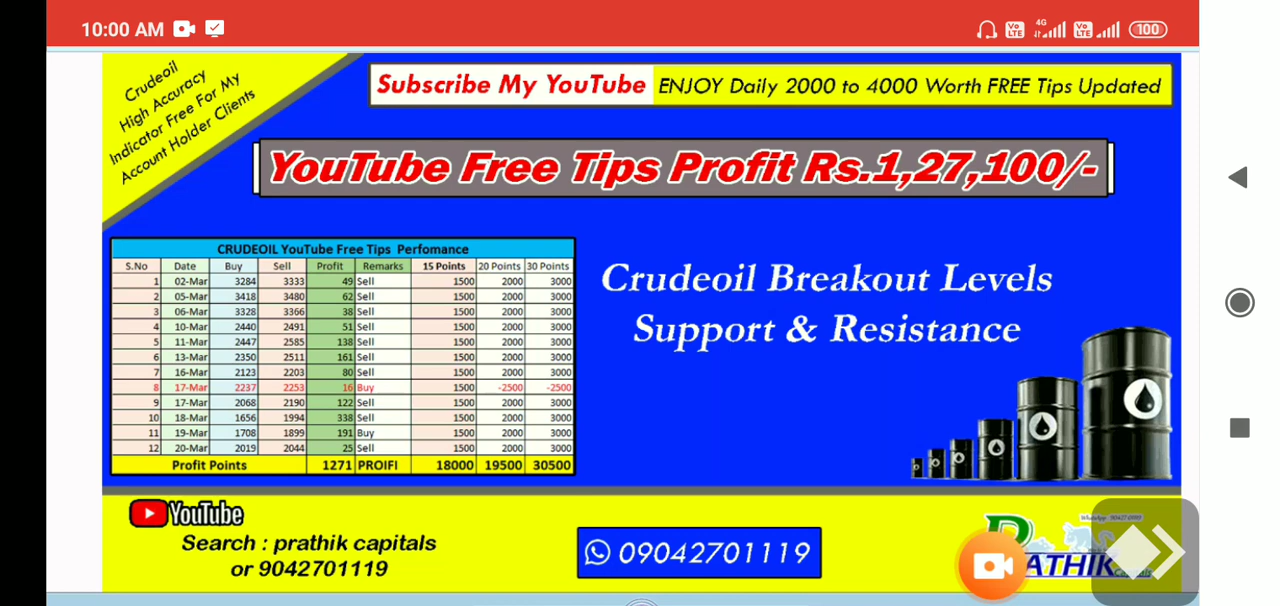 10:00 AM
Vo LTE 4G Vo LTE 100
Crudeoil
High Accuracy
Indicator Free For My
Account Holder Clients
Subscribe My YouTube ENJOY Daily 2000 to 4000 Worth FREE Tips Updated
YouTube Free Tips Profit Rs.1,27,100/-
CRUDEOIL YouTube Free Tips Perfomance
S.No Date Buy Sell Profit Remarks 15 Points 20 Points 30 Points
1 02-Mar 3284 3333 49 Sell 1500 2000 3000
2 05-Mar 3418 3480 62 Sell 1500 2000 3000
3 06-Mar 3328 3366 38 Sell 1500 2000 3000
4 10-Mar 2440 2491 51 Sell 1500 2000 3000
5 11-Mar 2447 2585 138 Sell 1500 2000 3000
6 13-Mar 2350 2511 161 Sell 1500 2000 3000
7 16-Mar 2123 2203 80 Sell 1500 2000 3000
8 17-Mar 2237 2253 16 Buy 1500 -2500 -2500
9 17-Mar 2068 2190 122 Sell 1500 2000 3000
10 18-Mar 1656 1994 338 Sell 1500 2000 3000
11 19-Mar 1708 1899 191 Buy 1500 2000 3000
12 20-Mar 2019 2044 25 Sell 1500 2000 3000
Profit Points 1271 PROIFI 18000 19500 30500
Crudeoil Breakout Levels
Support & Resistance
YouTube
Search : prathik capitals
or 9042701119
09042701119